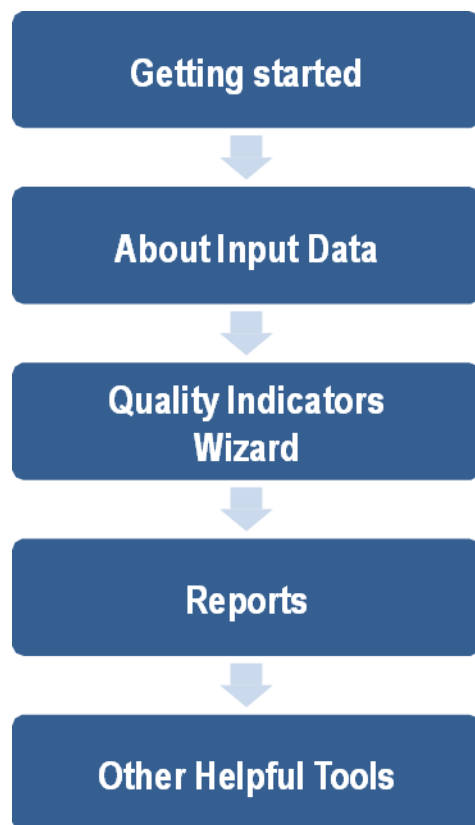 Getting started
About Input Data
Quality Indicators
Wizard
Reports
Other Helpful Tools